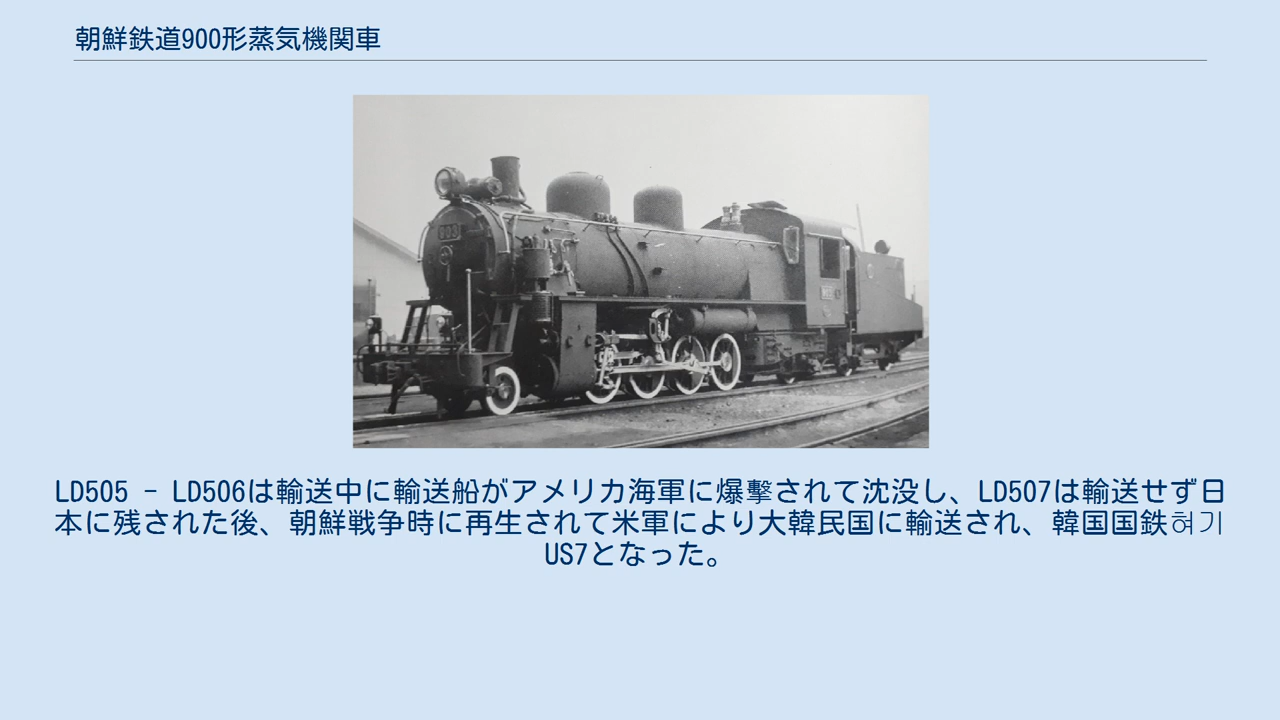 朝鮮鉄道900形蒸気機関車
LD505 - LD506は輸送中に輸送船がアメリカ海軍に爆撃されて沈没し、LD507は輸送せず日
本に残された後、朝鮮戦争時に再生されて米軍により大韓民国に輸送され、韓国国鉄혀기
US7となった。